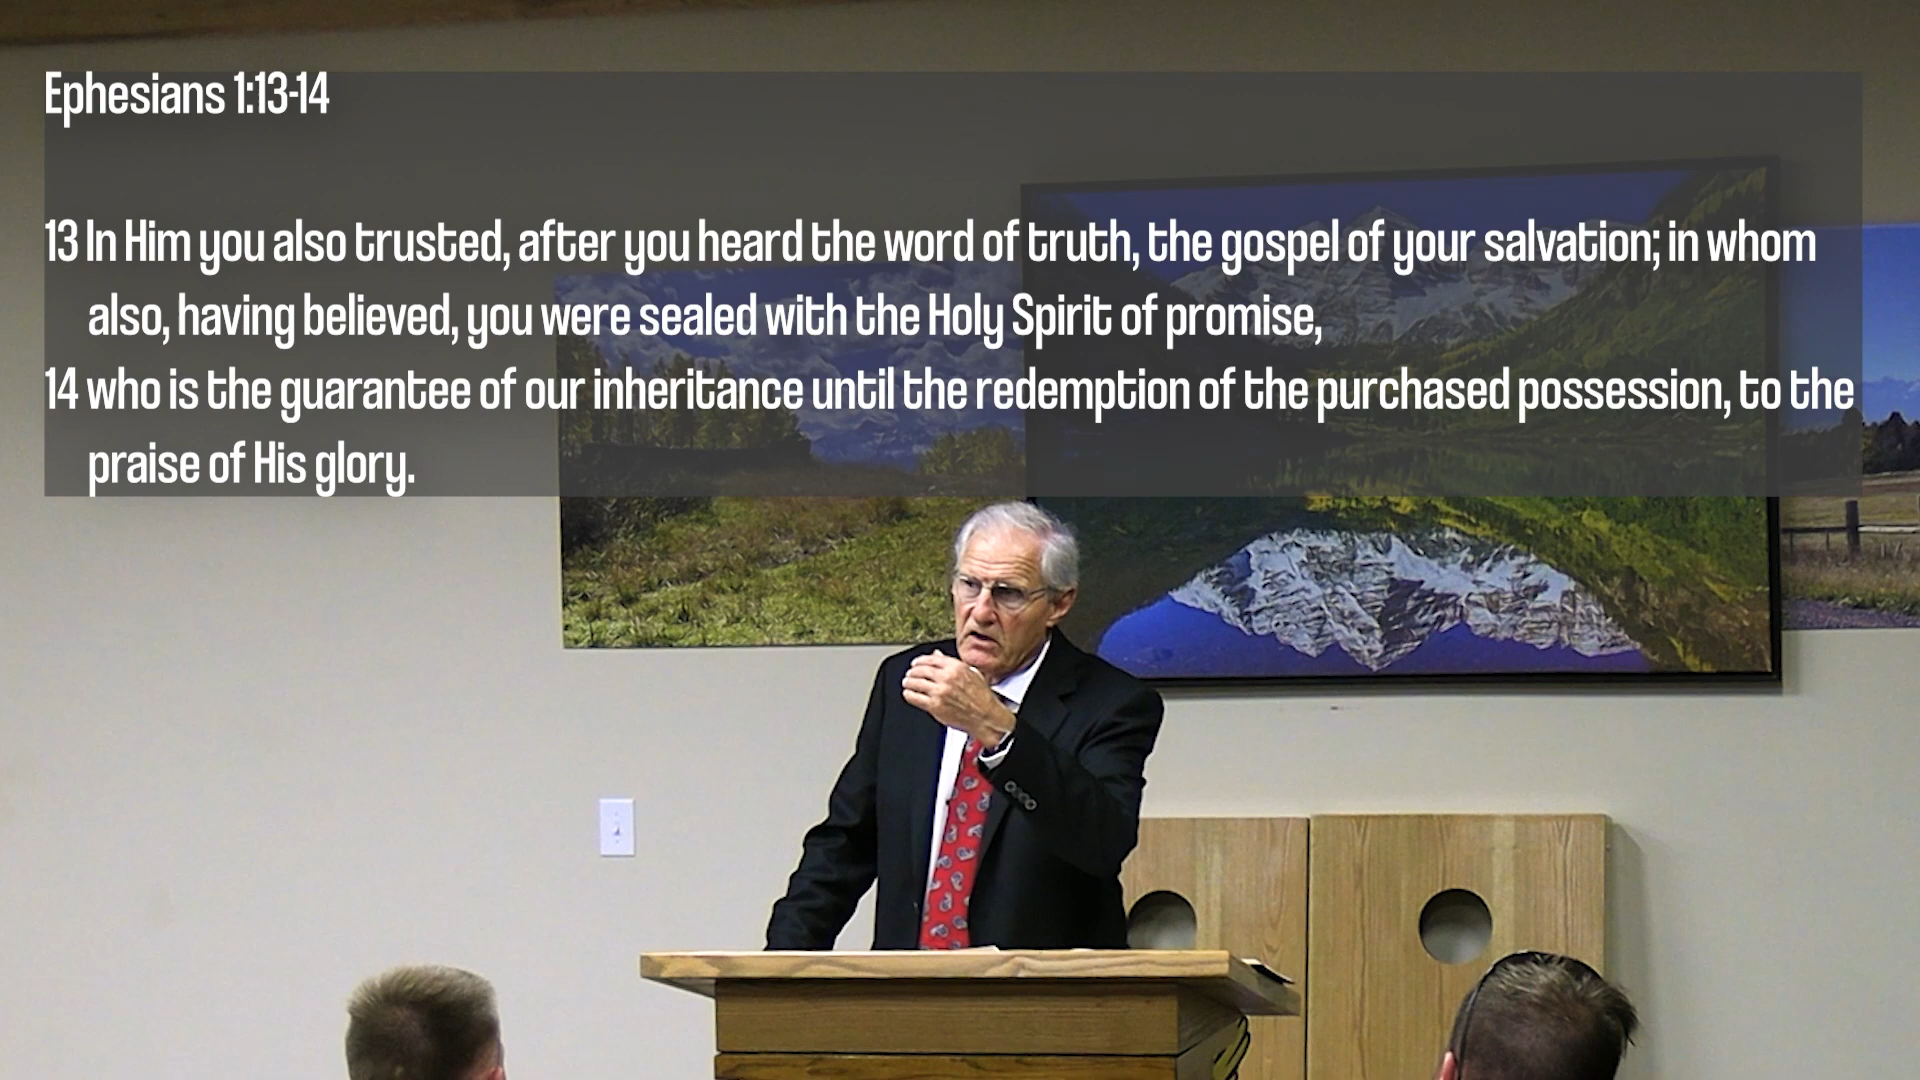 Ephesians 1:13-14
13 In Him you also trusted, after you heard the word of truth, the gospel of your salvation; in whom
also, having believed, you were sealed with the Holy Spirit of promise,
14 who is the guarantee of our inheritance until the redemption of the purchased possession, to the
praise of His glory.